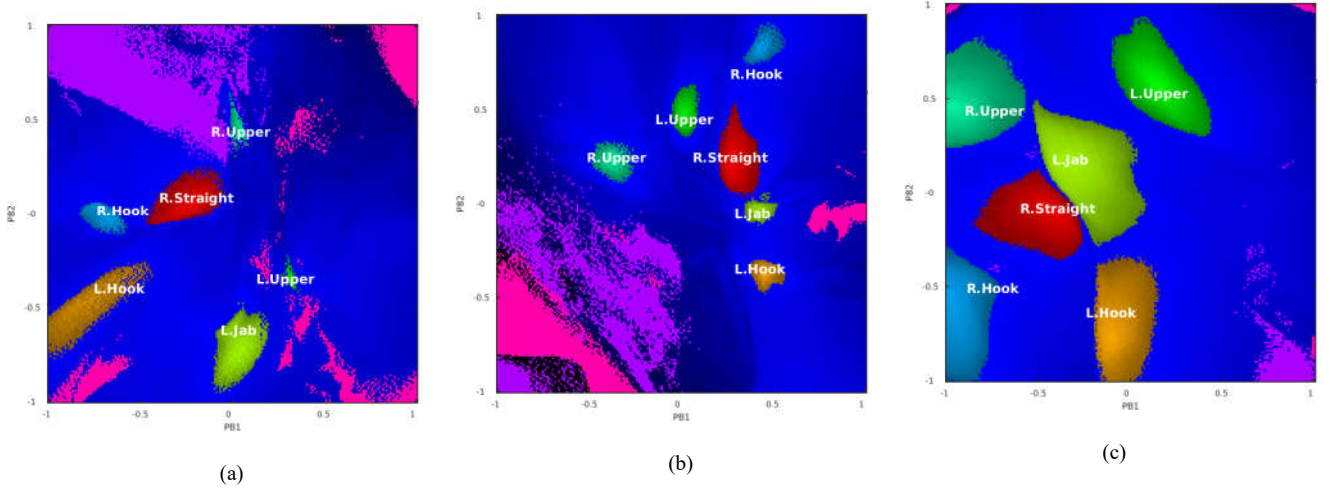 1
0.5
-0
-0.5
-1
PB2
R.Upper
R.Straight
R.Hook
L.Upper
L.Hook
L.Jab
-1
-0.5
0
0.5
1
PB1
(a)
1
0.5
0
-0.5
-1
PB2
R.Hook
L.Upper
R.Upper
R.Straight
L.Jab
L.Hook
-1
-0.5
0
0.5
1
PB1
(b)
1
0.5
-0
-0.5
-1
PB2
L.Upper
R.Upper
L.Jab
R.Straight
R.Hook
L.Hook
-1
-0.5
0
0.5
1
PB1
(c)